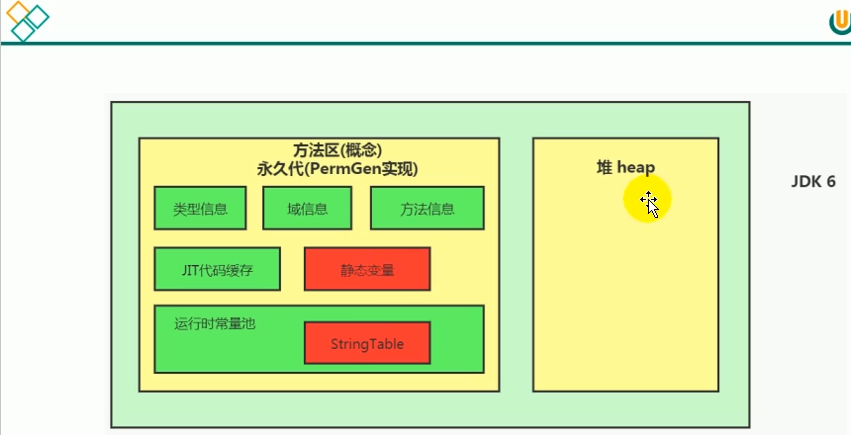 方法区(概念)
永久代(PermGen实现)
类型信息
域信息
方法信息
JIT代码缓存
静态变量
运行时常量池
StringTable
堆 heap
JDK 6